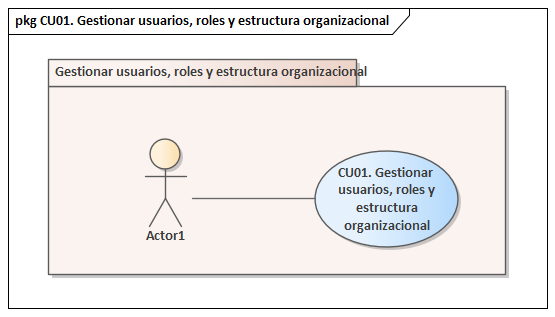 pkg CU01. Gestionar usuarios, roles y estructura organizacional
Gestionar usuarios, roles y estructura organizacional
CU01. Gestionar
usuarios, roles y
estructura
organizacional
Actor1